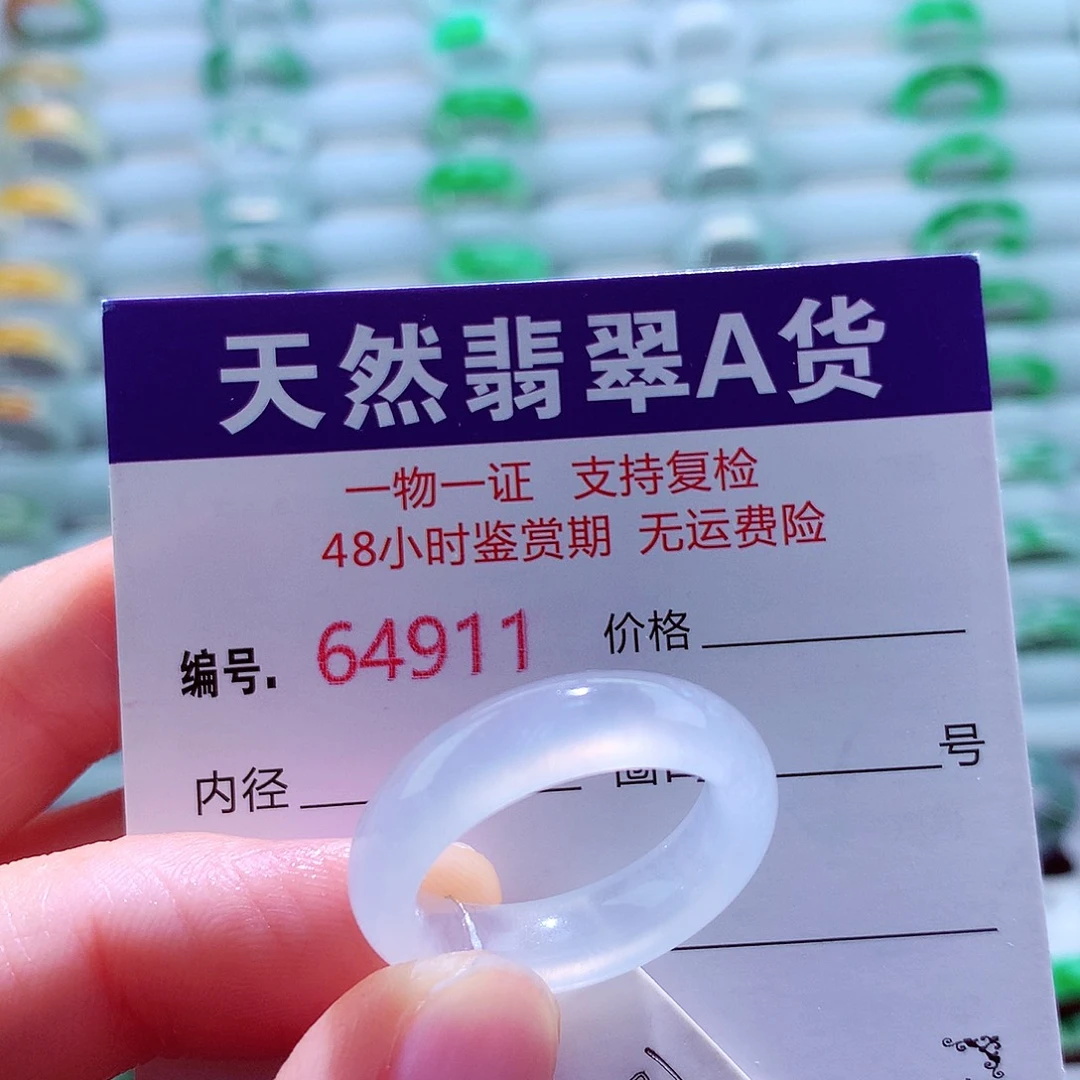 天然翡翠A货
一物一证 支持复检
48小时鉴赏期 无运费险
编号. 64911 价格
内径 号